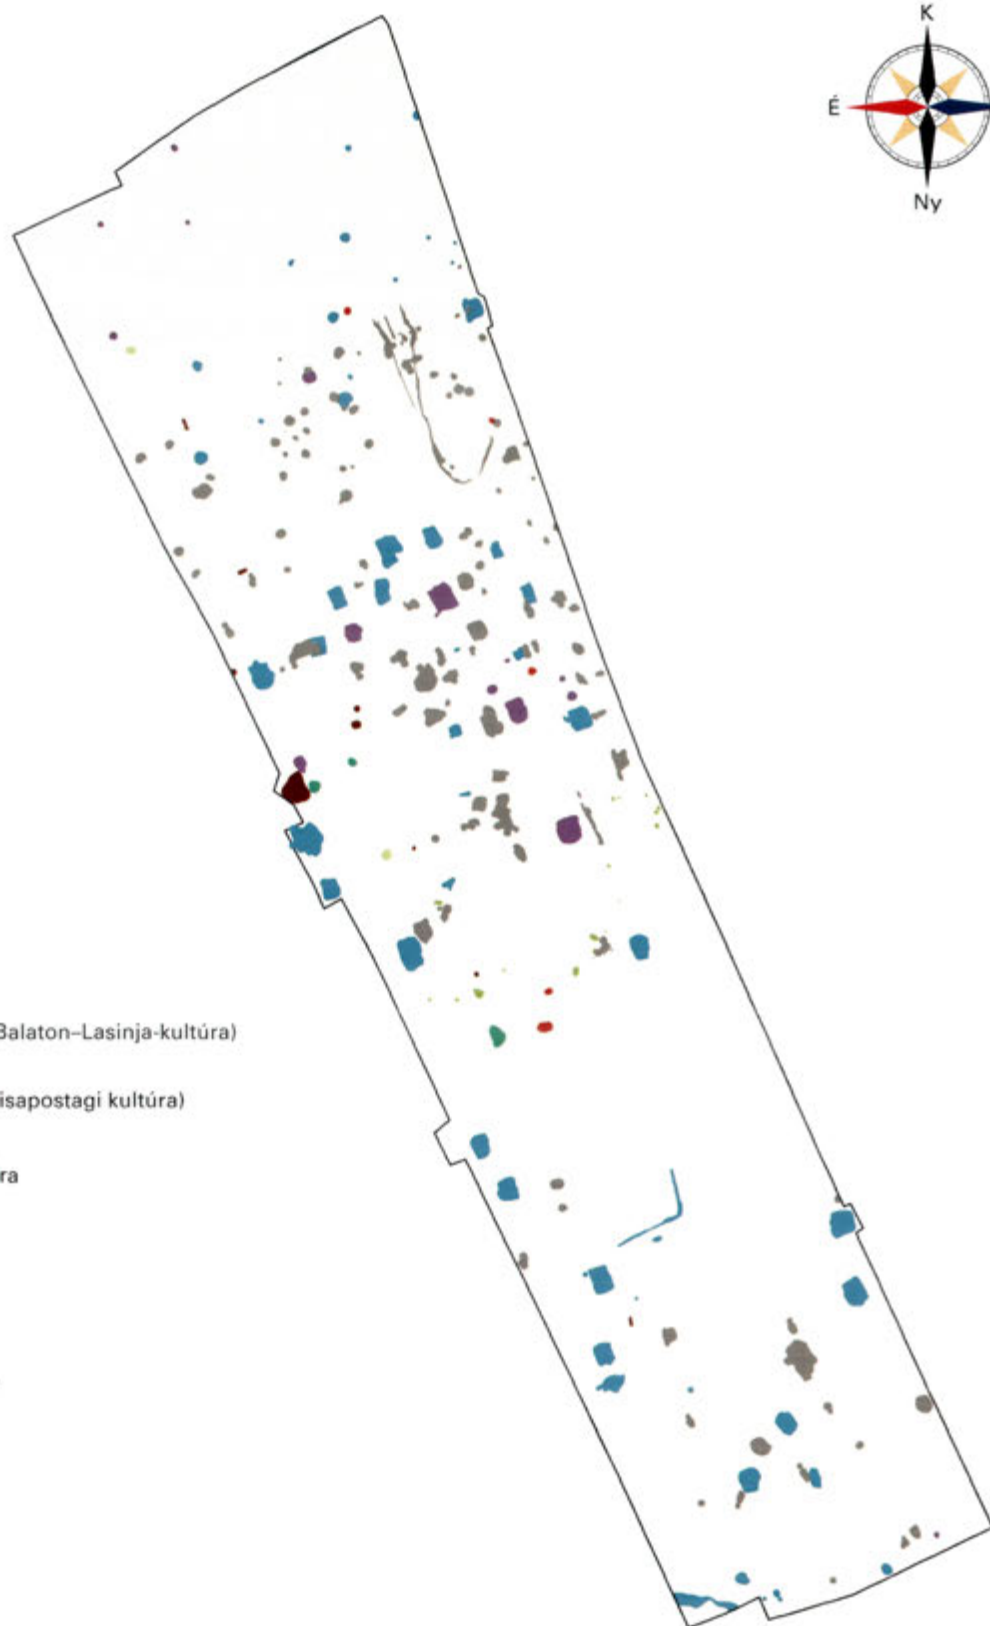 K
É
Ny
Balaton–Lasinja-kultúra)
isapostagi kultúra)
ra